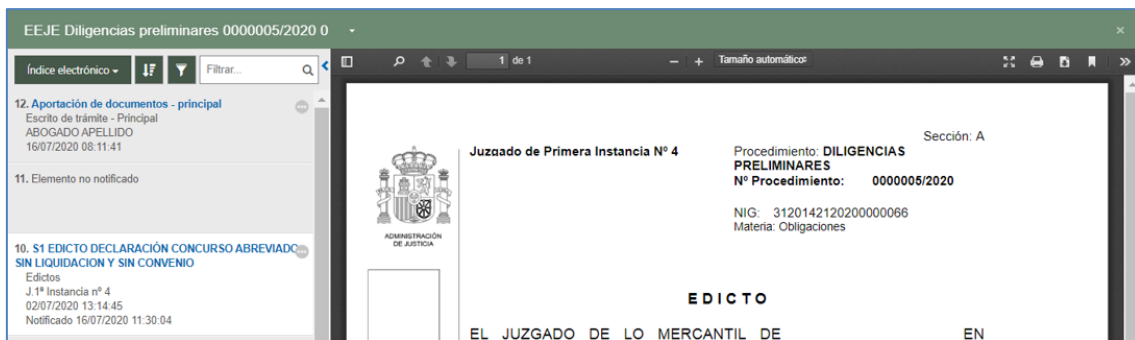 EEJE Diligencias preliminares 0000005/2020 0
Índice electrónico
Filtrar...
12. Aportación de documentos - principal
Escrito de trámite - Principal
ABOGADO APELLIDO
16/07/2020 08:11:41
11. Elemento no notificado
10. S1 EDICTO DECLARACIÓN CONCURSO ABREVIADO
SIN LIQUIDACION Y SIN CONVENIO
Edictos
J.1ª Instancia nº 4
02/07/2020 13:14:45
Notificado 16/07/2020 11:30:04
1 de 1
Tamaño automático
Sección: A
ADMINISTRACIÓN
DE JUSTICIA
Juzgado de Primera Instancia Nº 4
Procedimiento: DILIGENCIAS
PRELIMINARES
Nº Procedimiento: 0000005/2020
NIG: 3120142120200000066
Materia: Obligaciones
E D I C T O
EL JUZGADO DE LO MERCANTIL DE EN